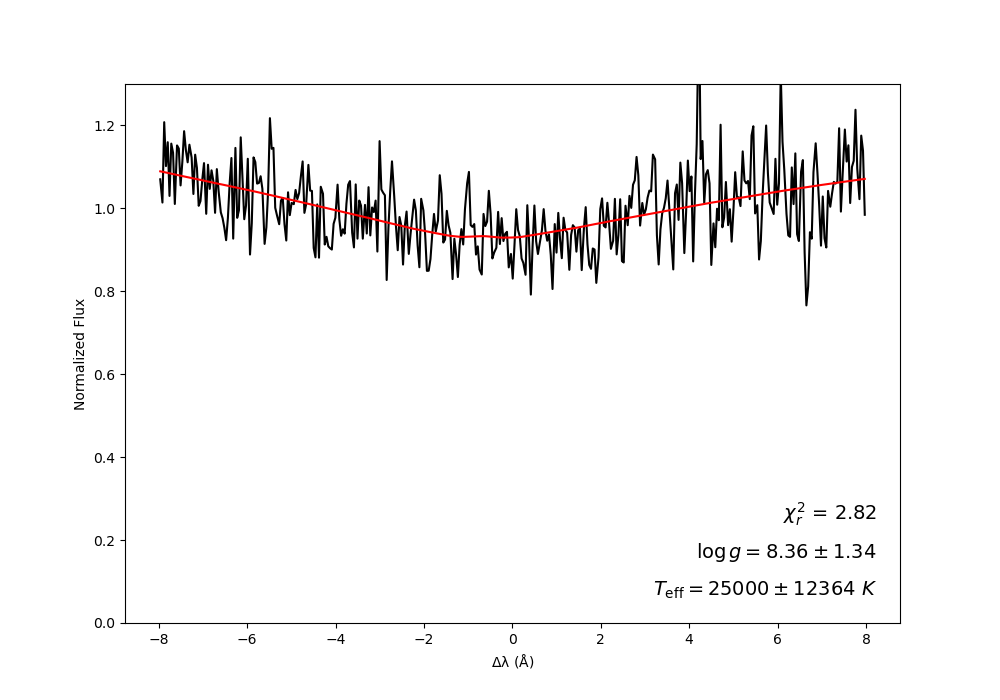 1.2
1.0
0.8
0.6
0.4
0.2
0.0
Normalized Flux
χ²ᵣ = 2.82
log g = 8.36 ± 1.34
T_eff = 25000 ± 12364 K
−8 −6 −4 −2 0 2 4 6 8
Δλ (Å)